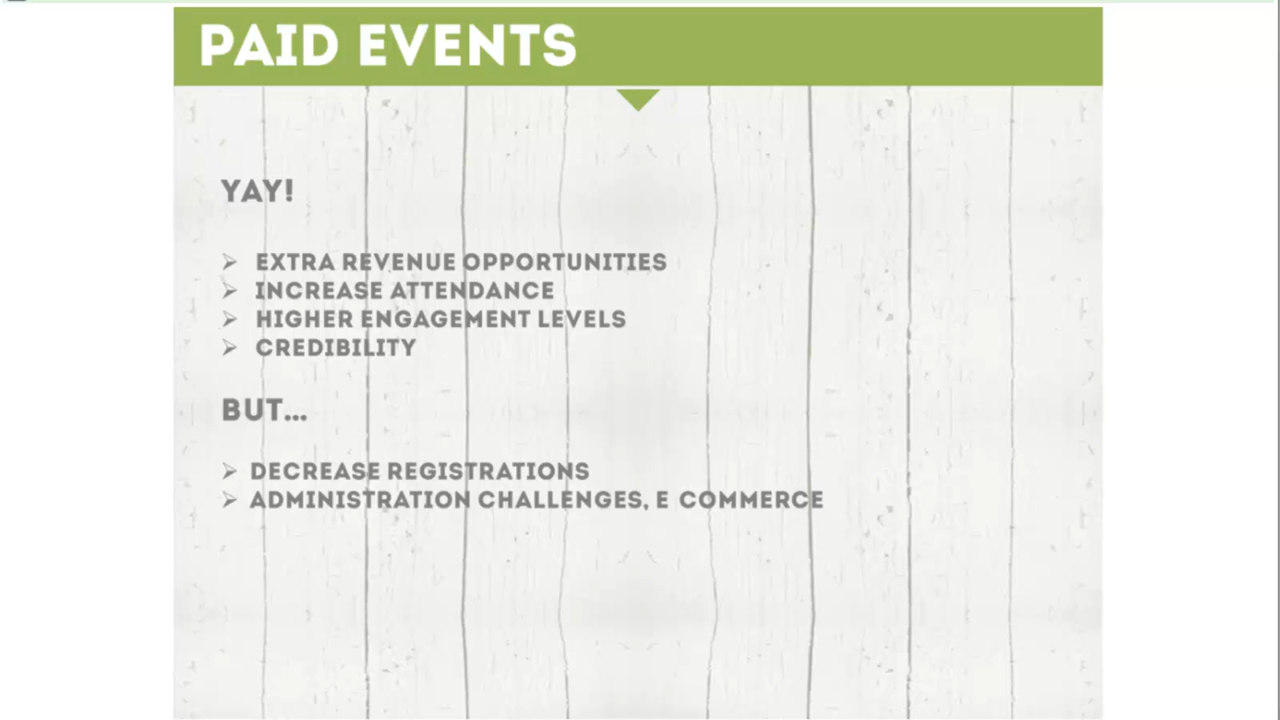 PAID EVENTS
YAY!
➢ EXTRA REVENUE OPPORTUNITIES
➢ INCREASE ATTENDANCE
➢ HIGHER ENGAGEMENT LEVELS
➢ CREDIBILITY
BUT...
➢ DECREASE REGISTRATIONS
➢ ADMINISTRATION CHALLENGES, E COMMERCE